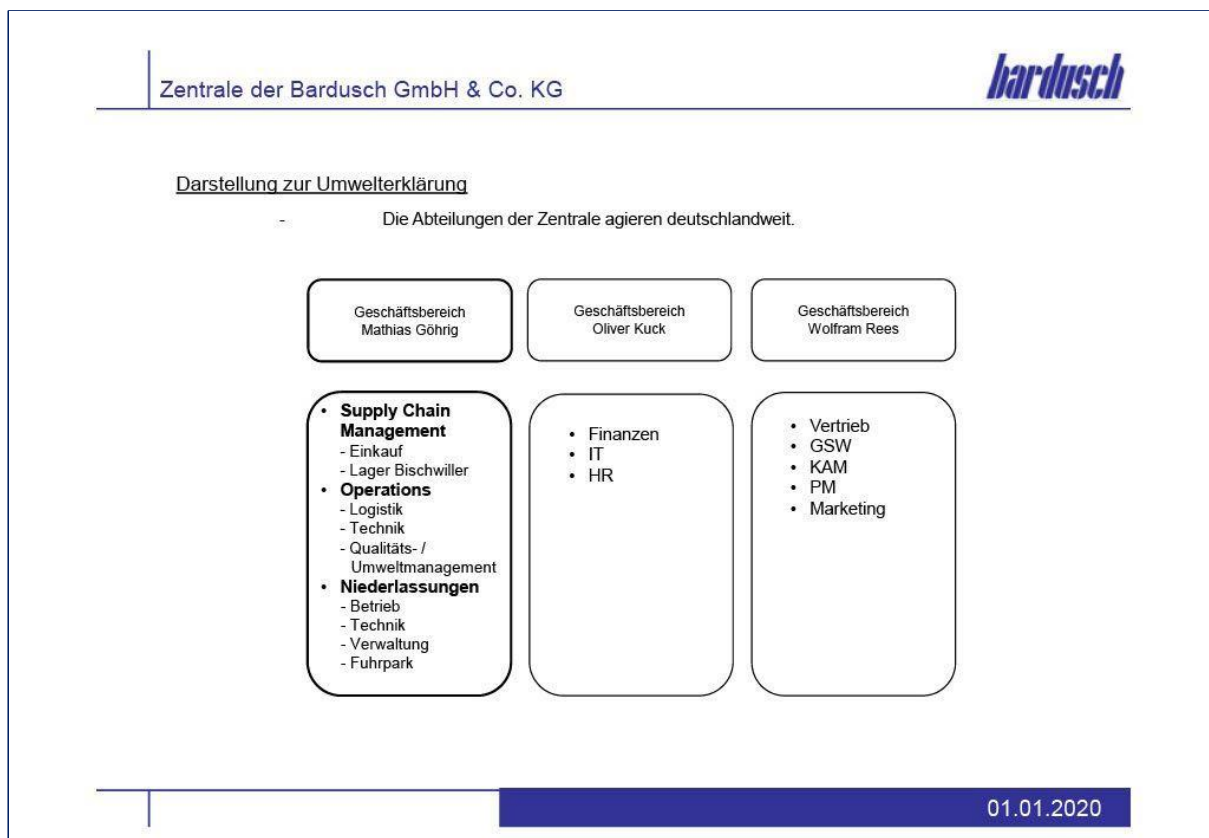 Zentrale der Bardusch GmbH & Co. KG
bardusch
Darstellung zur Umwelterklärung
- Die Abteilungen der Zentrale agieren deutschlandweit.
Geschäftsbereich
Mathias Göhrig
Geschäftsbereich
Oliver Kuck
Geschäftsbereich
Wolfram Rees
• Supply Chain
Management
- Einkauf
- Lager Bischwiller
• Operations
- Logistik
- Technik
- Qualitäts- /
Umweltmanagement
• Niederlassungen
- Betrieb
- Technik
- Verwaltung
- Fuhrpark
• Finanzen
• IT
• HR
• Vertrieb
• GSW
• KAM
• PM
• Marketing
01.01.2020